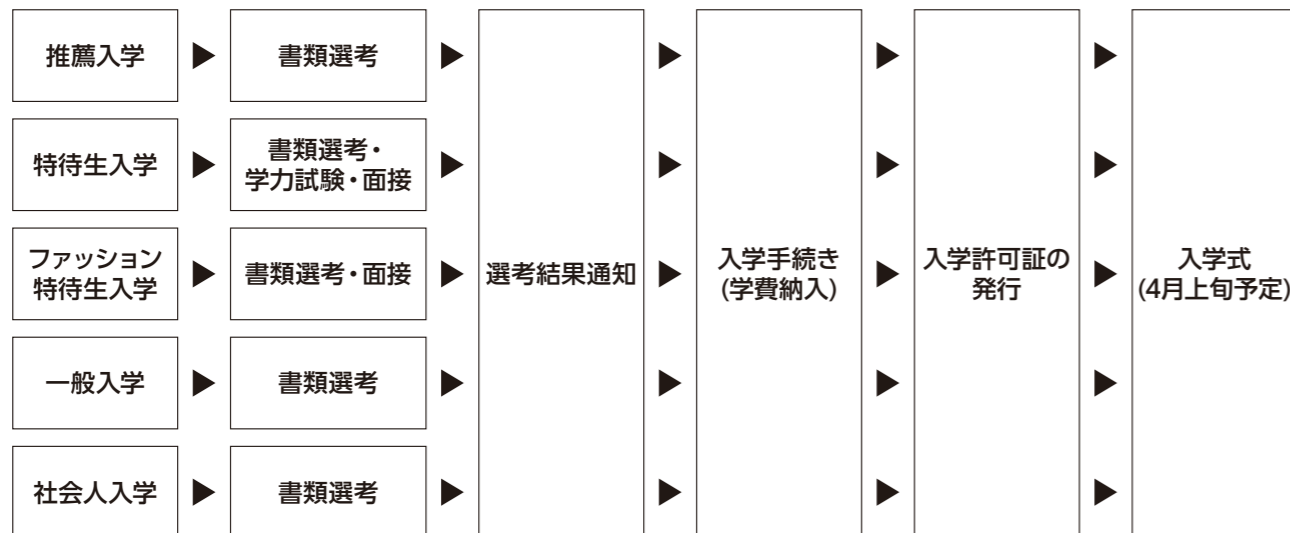 推薦入学
書類選考
特待生入学
書類選考・
学力試験・面接
ファッション
特待生入学
書類選考・面接
選考結果通知
入学手続き
(学費納入)
入学許可証の
発行
入学式
(4月上旬予定)
一般入学
書類選考
社会人入学
書類選考